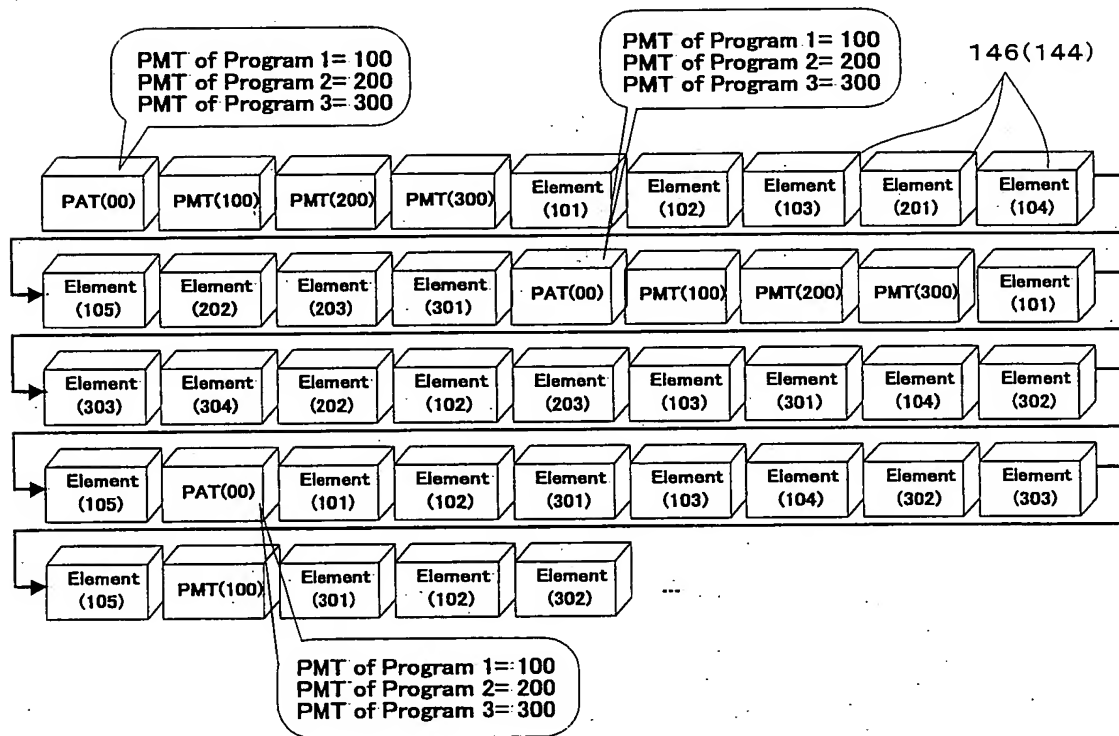 PMT of Program 1= 100
PMT of Program 2= 200
PMT of Program 3= 300
PMT of Program 1= 100
PMT of Program 2= 200
PMT of Program 3= 300
146(144)
PAT(00) PMT(100) PMT(200) PMT(300) Element (101) Element (102) Element (103) Element (201) Element (104)
Element (105) Element (202) Element (203) Element (301) PAT(00) PMT(100) PMT(200) PMT(300) Element (101)
Element (303) Element (304) Element (202) Element (102) Element (203) Element (103) Element (301) Element (104) Element (302)
Element (105) PAT(00) Element (101) Element (102) Element (301) Element (103) Element (104) Element (302) Element (303)
Element (105) PMT(100) Element (301) Element (102) Element (302) ...
PMT of Program 1= 100
PMT of Program 2= 200
PMT of Program 3= 300